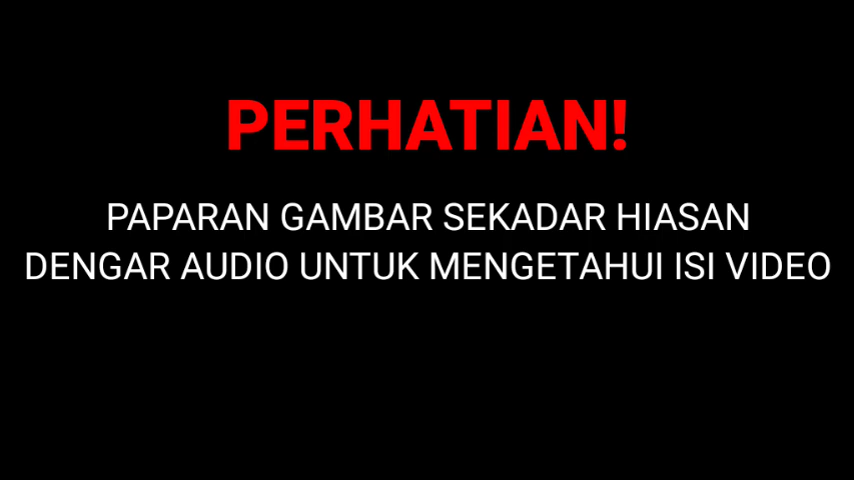 PERHATIAN!
PAPARAN GAMBAR SEKADAR HIASAN
DENGAR AUDIO UNTUK MENGETAHUI ISI VIDEO